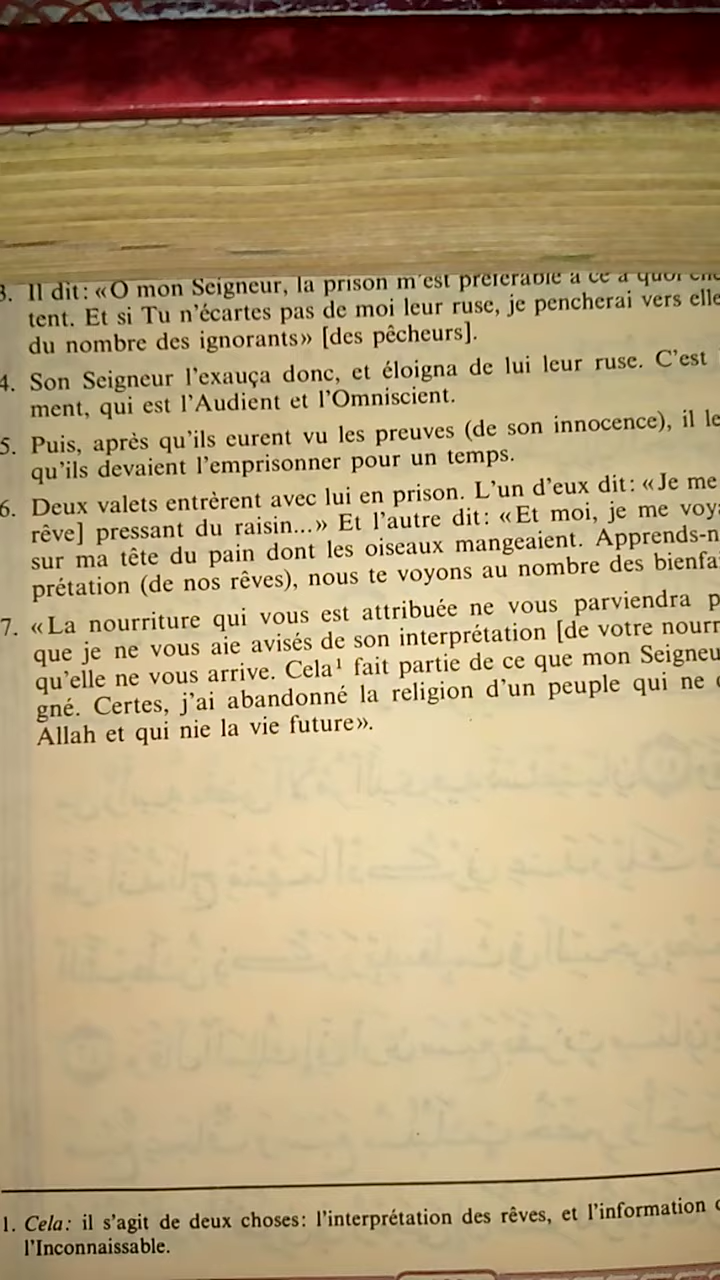 3. Il dit: «O mon Seigneur, la prison m'est préférable à ce à quoi
tent. Et si Tu n'écartes pas de moi leur ruse, je pencherai vers elle
du nombre des ignorants» [des pêcheurs].
4. Son Seigneur l'exauça donc, et éloigna de lui leur ruse. C'est
ment, qui est l'Audient et l'Omniscient.
5. Puis, après qu'ils eurent vu les preuves (de son innocence), il le
qu'ils devaient l'emprisonner pour un temps.
6. Deux valets entrèrent avec lui en prison. L'un d'eux dit: «Je me
rêve] pressant du raisin...» Et l'autre dit: «Et moi, je me voy
sur ma tête du pain dont les oiseaux mangeaient. Apprends-n
prétation (de nos rêves), nous te voyons au nombre des bienfa
7. «La nourriture qui vous est attribuée ne vous parviendra p
que je ne vous aie avisés de son interprétation [de votre nourr
qu'elle ne vous arrive. Cela¹ fait partie de ce que mon Seigneu
gné. Certes, j'ai abandonné la religion d'un peuple qui ne
Allah et qui nie la vie future».
1. Cela: il s'agit de deux choses: l'interprétation des rêves, et l'information
l'Inconnaissable.